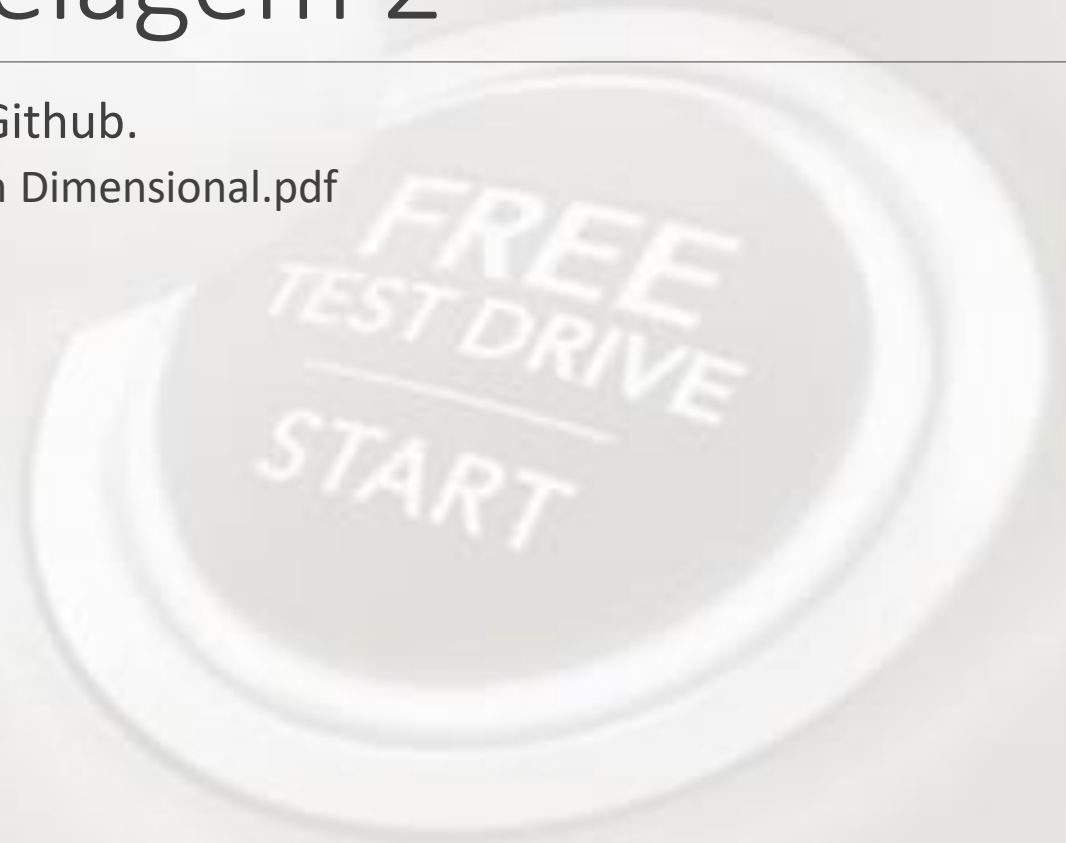 elagem 2
Github.
n Dimensional.pdf
FREE
TEST DRIVE
START